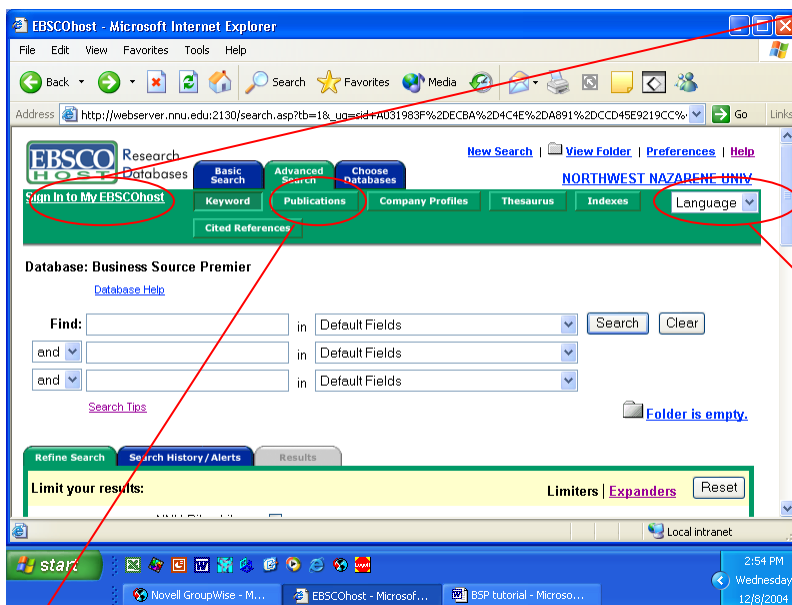 EBSCOhost - Microsoft Internet Explorer
File Edit View Favorites Tools Help
Back Search Favorites Media
Address http://webserver.nnu.edu:2130/search.asp?tb=1&_ug=sid+A031983F%2DECBA%2D4C4E%2DA891%2DCCD45E9219CC% Go Links
EBSCO HOST Research Databases
New Search | View Folder | Preferences | Help
Basic Search Advanced Search Choose Databases
NORTHWEST NAZARENE UNIV
Sign In to My EBSCOhost Keyword Publications Company Profiles Thesaurus Indexes Language
Cited References
Database: Business Source Premier
Database Help
Find: in Default Fields Search Clear
and in Default Fields
and in Default Fields
Search Tips
Folder is empty.
Refine Search Search History/Alerts Results
Limit your results: Limiters | Expanders Reset
Local intranet
start 2:54 PM
Wednesday
Novell GroupWise - M... EBSCOhost - Microsof... BSP tutorial - Microso...
12/8/2004